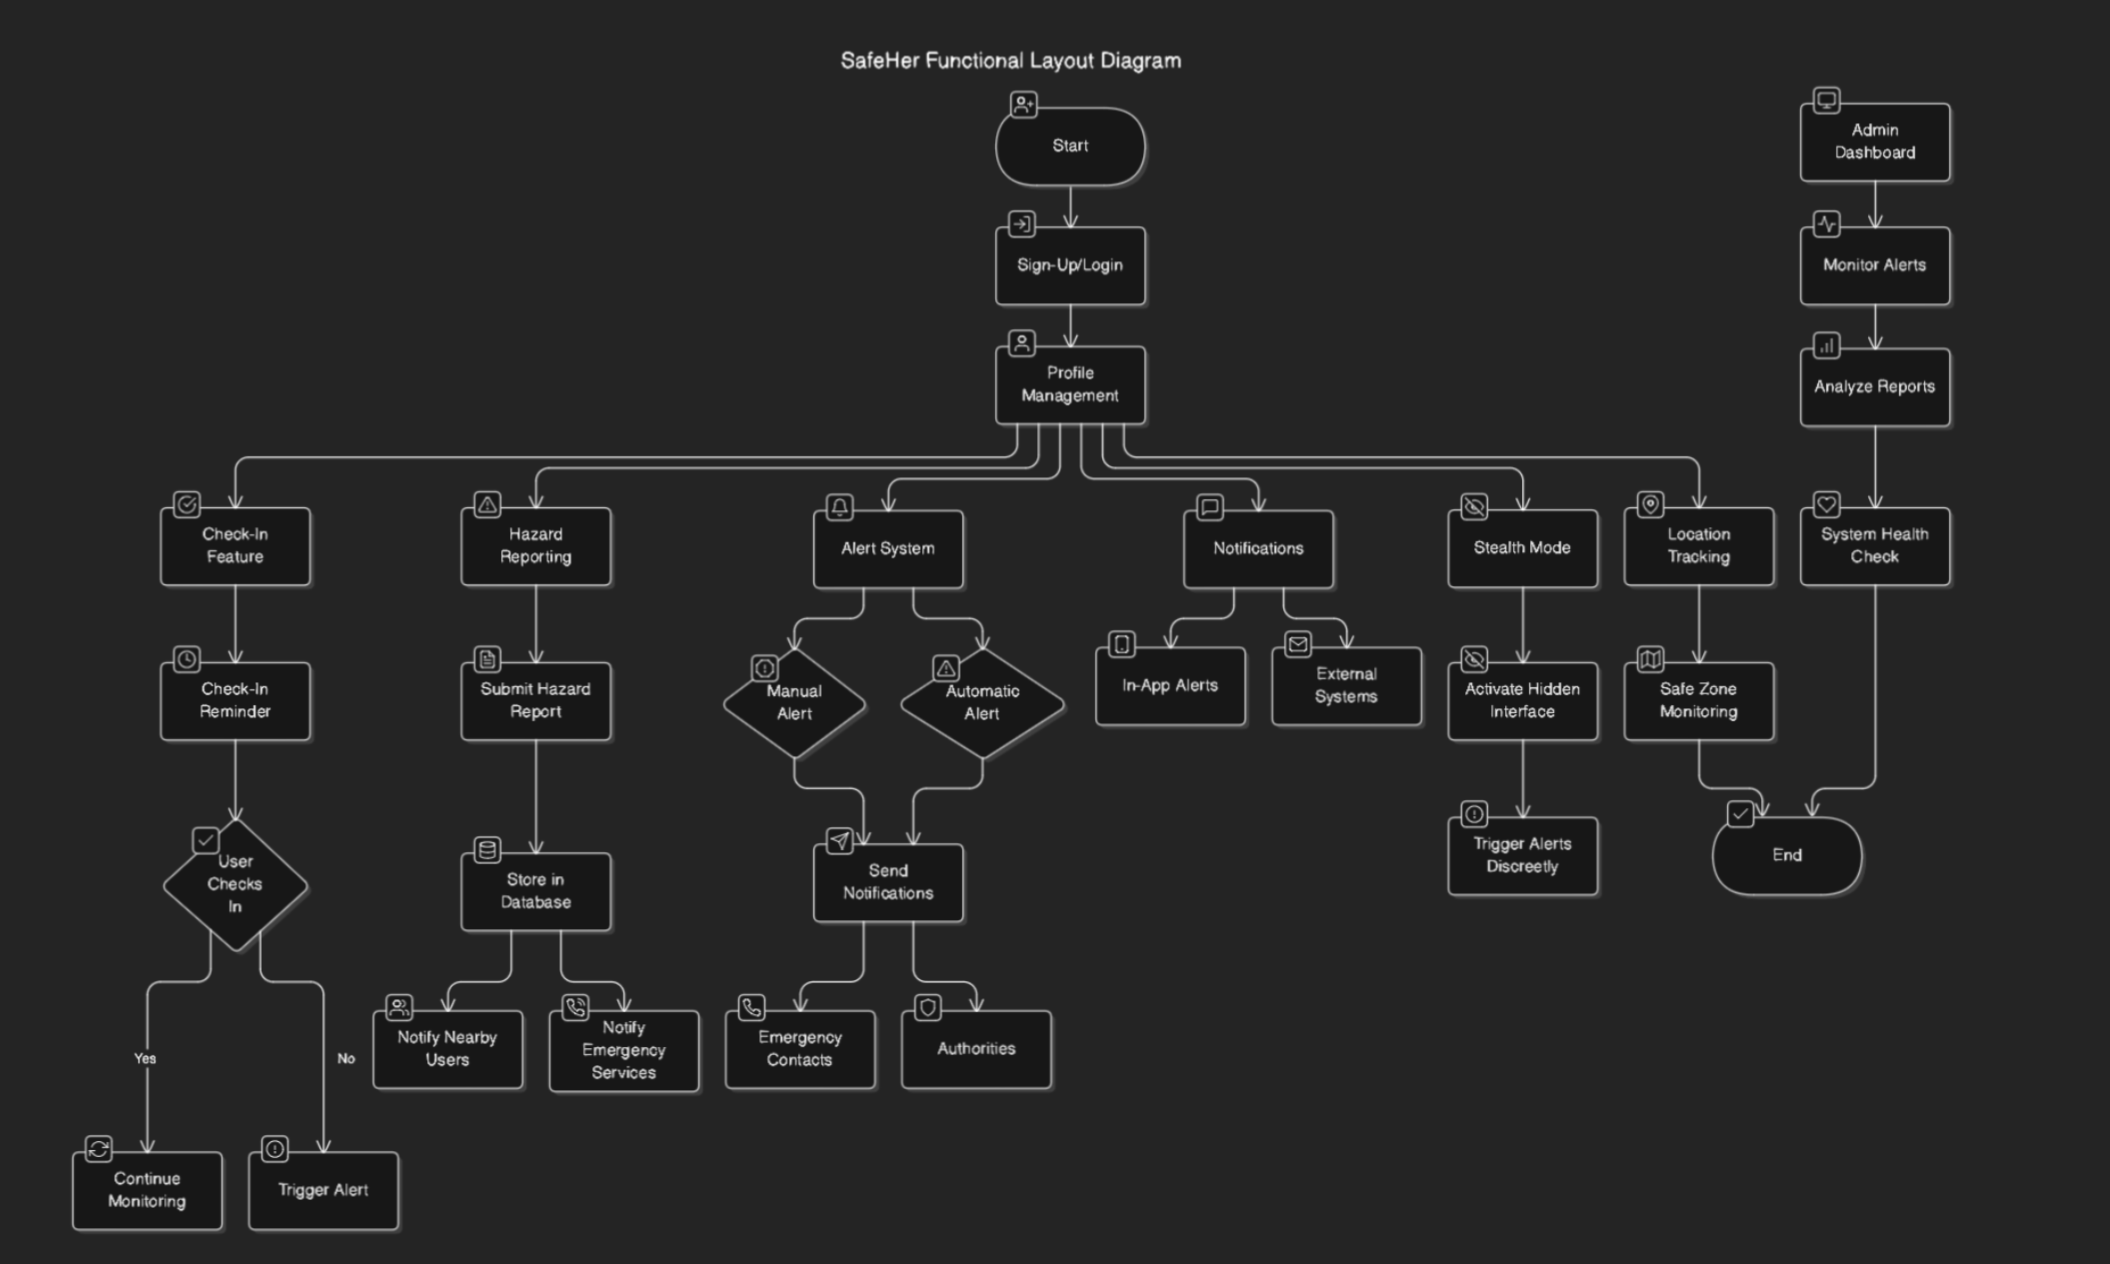 SafeHer Functional Layout Diagram
Start
Admin
Dashboard
Sign-Up/Login
Monitor Alerts
Profile
Management
Analyze Reports
Check-In
Feature
Hazard
Reporting
Alert System
Notifications
Stealth Mode
Location
Tracking
System Health
Check
Check-In
Reminder
Submit Hazard
Report
Manual
Alert
Automatic
Alert
In-App Alerts
External
Systems
Activate Hidden
Interface
Safe Zone
Monitoring
User
Checks
In
Store in
Database
Send
Notifications
Trigger Alerts
Discreetly
End
Yes
No
Notify Nearby
Users
Notify
Emergency
Services
Emergency
Contacts
Authorities
Continue
Monitoring
Trigger Alert